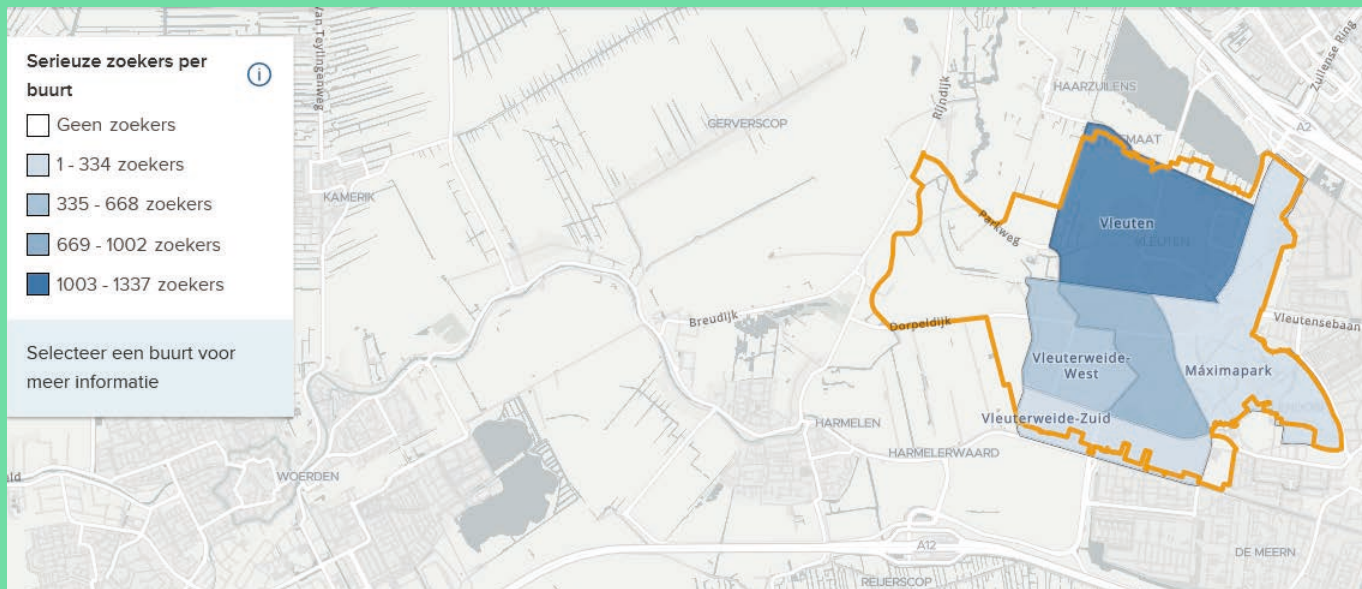 Serieuze zoekers per
buurt
Geen zoekers
1 - 334 zoekers
335 - 668 zoekers
669 - 1002 zoekers
1003 - 1337 zoekers
Selecteer een buurt voor
meer informatie
van Teylingenweg
KAMERIK
GERVERSCOP
Rijndijk
HAARZUILENS
Zuilense Ring
A2
Vleuten
VLEUTEN
Parkweg
Breudijk
Dorpeldijk
Vleutensebaan
Vleuterweide-
West
Máximapark
Vleuterweide-Zuid
HARMELEN
HARMELERWAARD
WOERDEN
A12
DE MEERN
REIJERSCOP